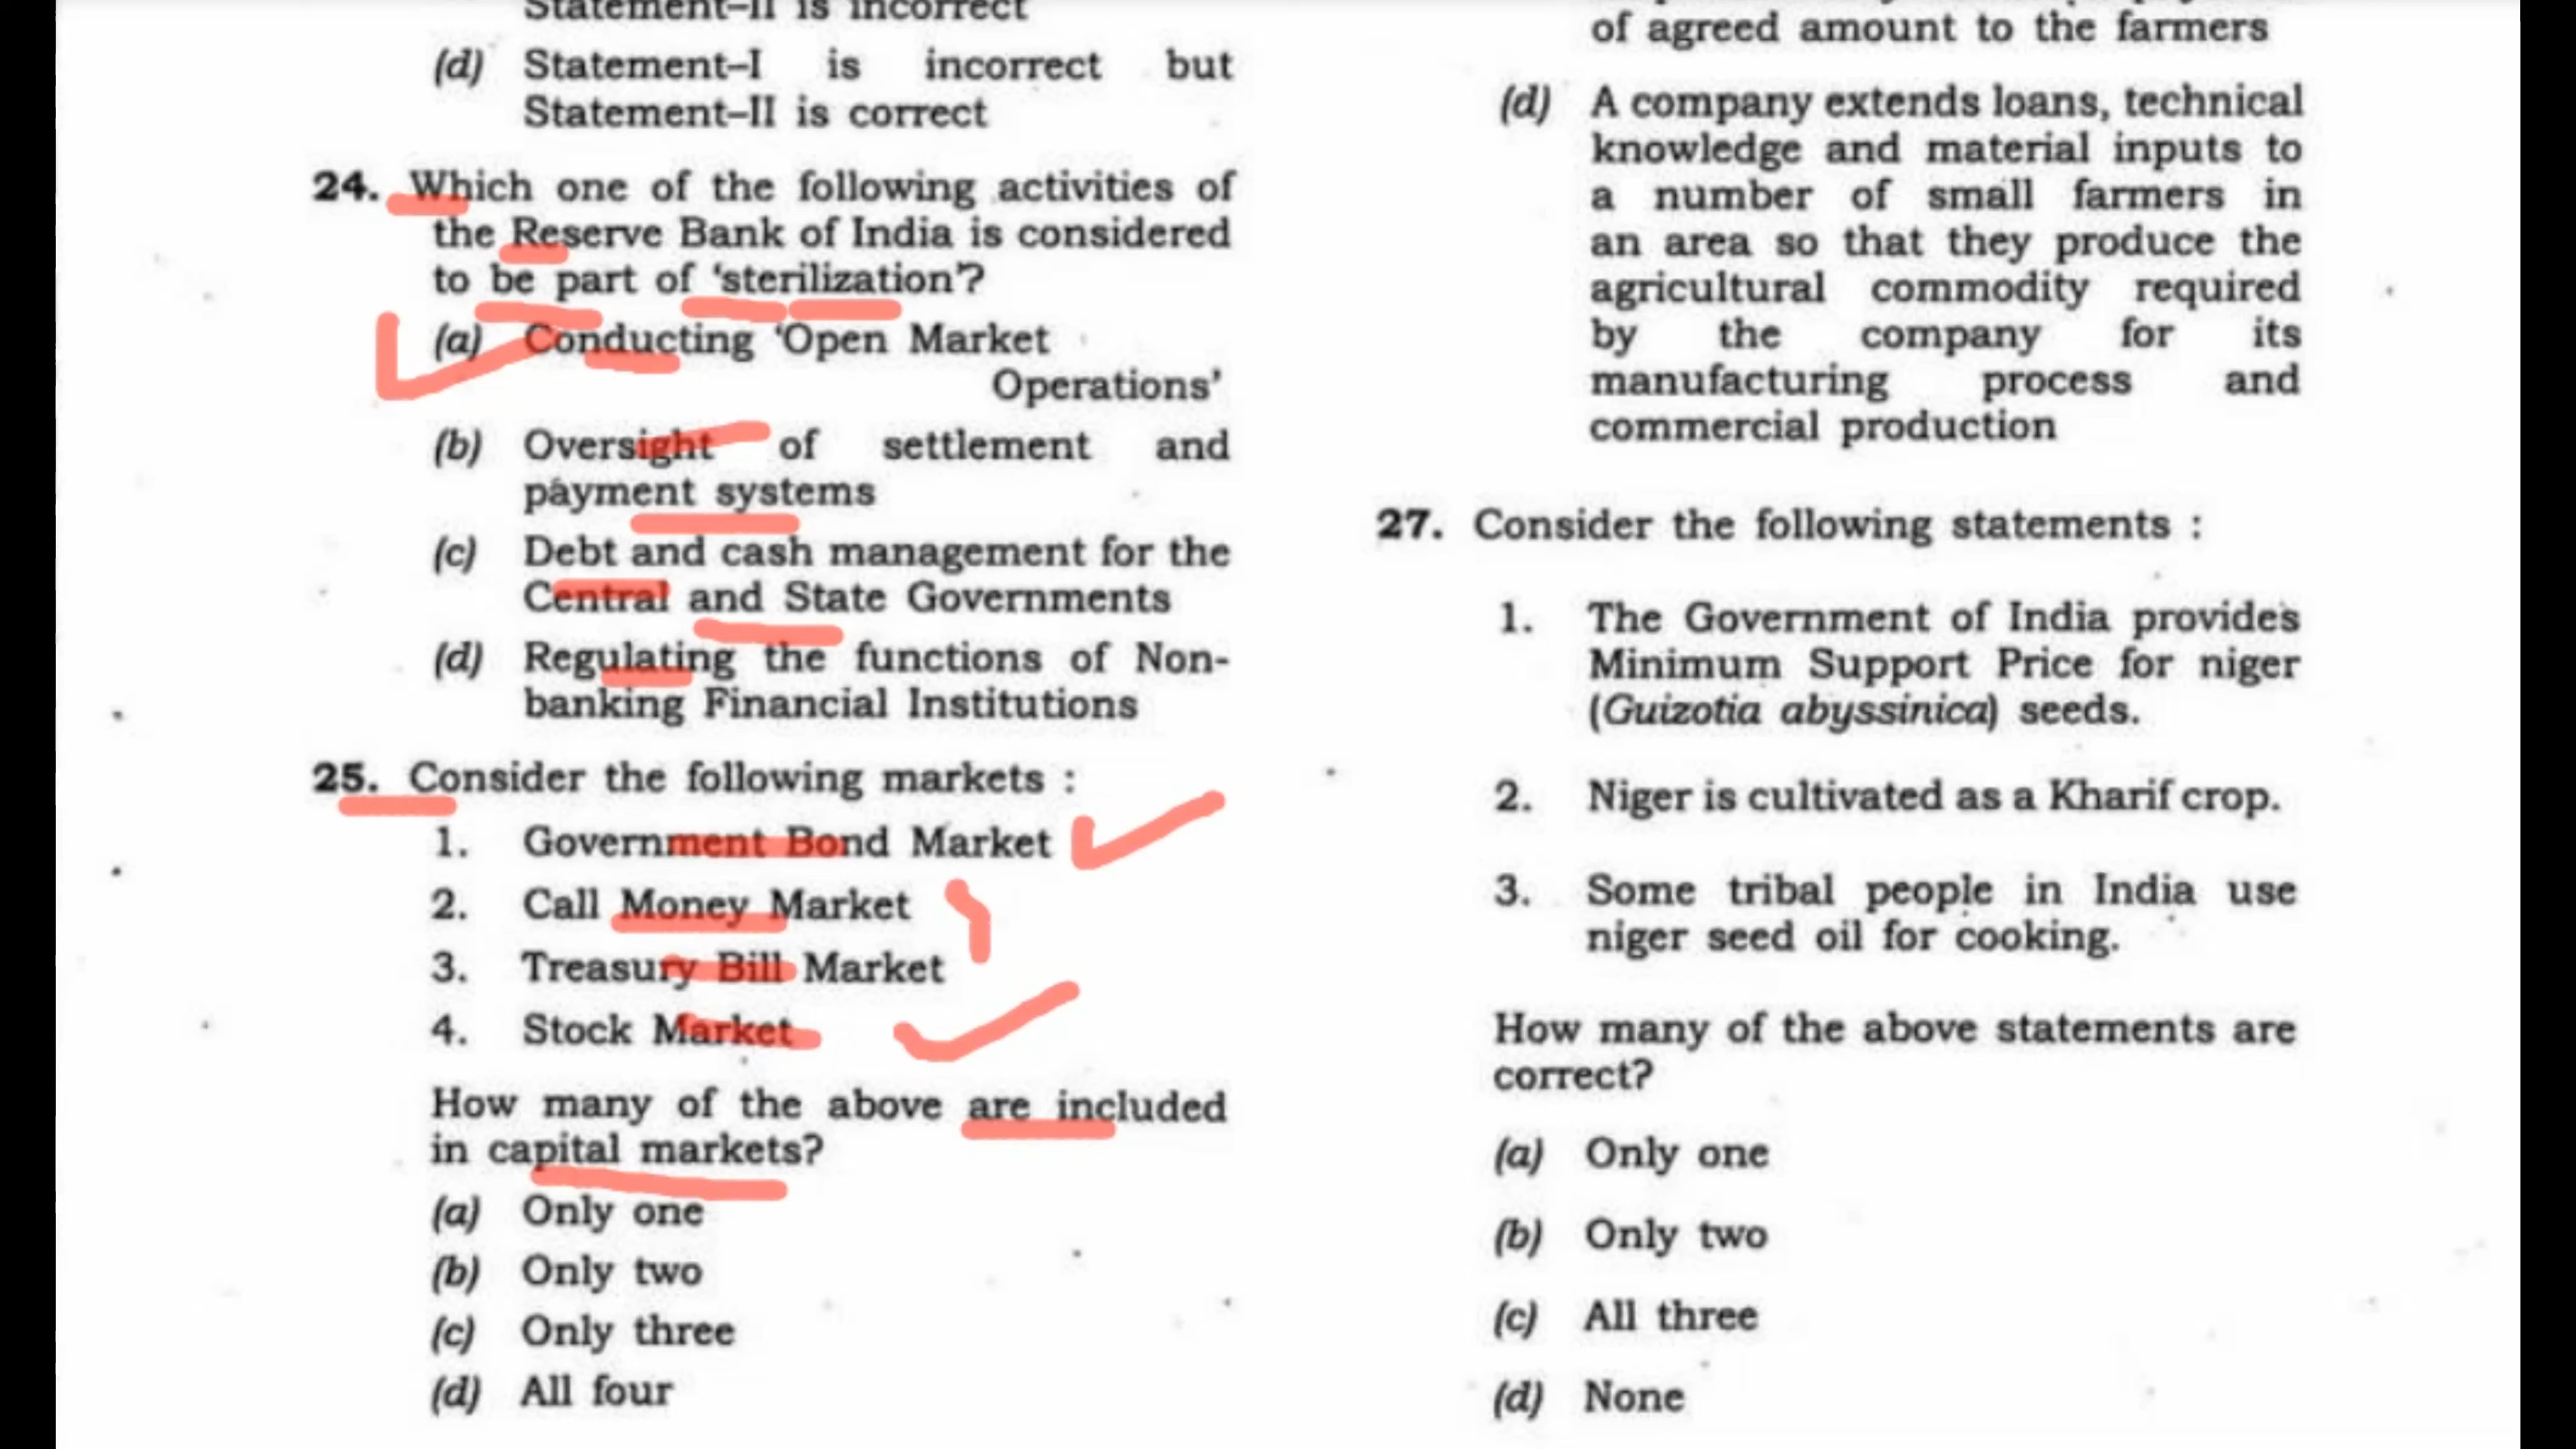 Statement–II is incorrect
(d) Statement–I is incorrect but
Statement–II is correct
24. Which one of the following activities of
the Reserve Bank of India is considered
to be part of ‘sterilization’?
(a) Conducting ‘Open Market
Operations’
(b) Oversight of settlement and
payment systems
(c) Debt and cash management for the
Central and State Governments
(d) Regulating the functions of Non-
banking Financial Institutions
25. Consider the following markets :
1. Government Bond Market
2. Call Money Market
3. Treasury Bill Market
4. Stock Market
How many of the above are included
in capital markets?
(a) Only one
(b) Only two
(c) Only three
(d) All four
of agreed amount to the farmers
(d) A company extends loans, technical
knowledge and material inputs to
a number of small farmers in
an area so that they produce the
agricultural commodity required
by the company for its
manufacturing process and
commercial production
27. Consider the following statements :
1. The Government of India provides
Minimum Support Price for niger
(Guizotia abyssinica) seeds.
2. Niger is cultivated as a Kharif crop.
3. Some tribal people in India use
niger seed oil for cooking.
How many of the above statements are
correct?
(a) Only one
(b) Only two
(c) All three
(d) None